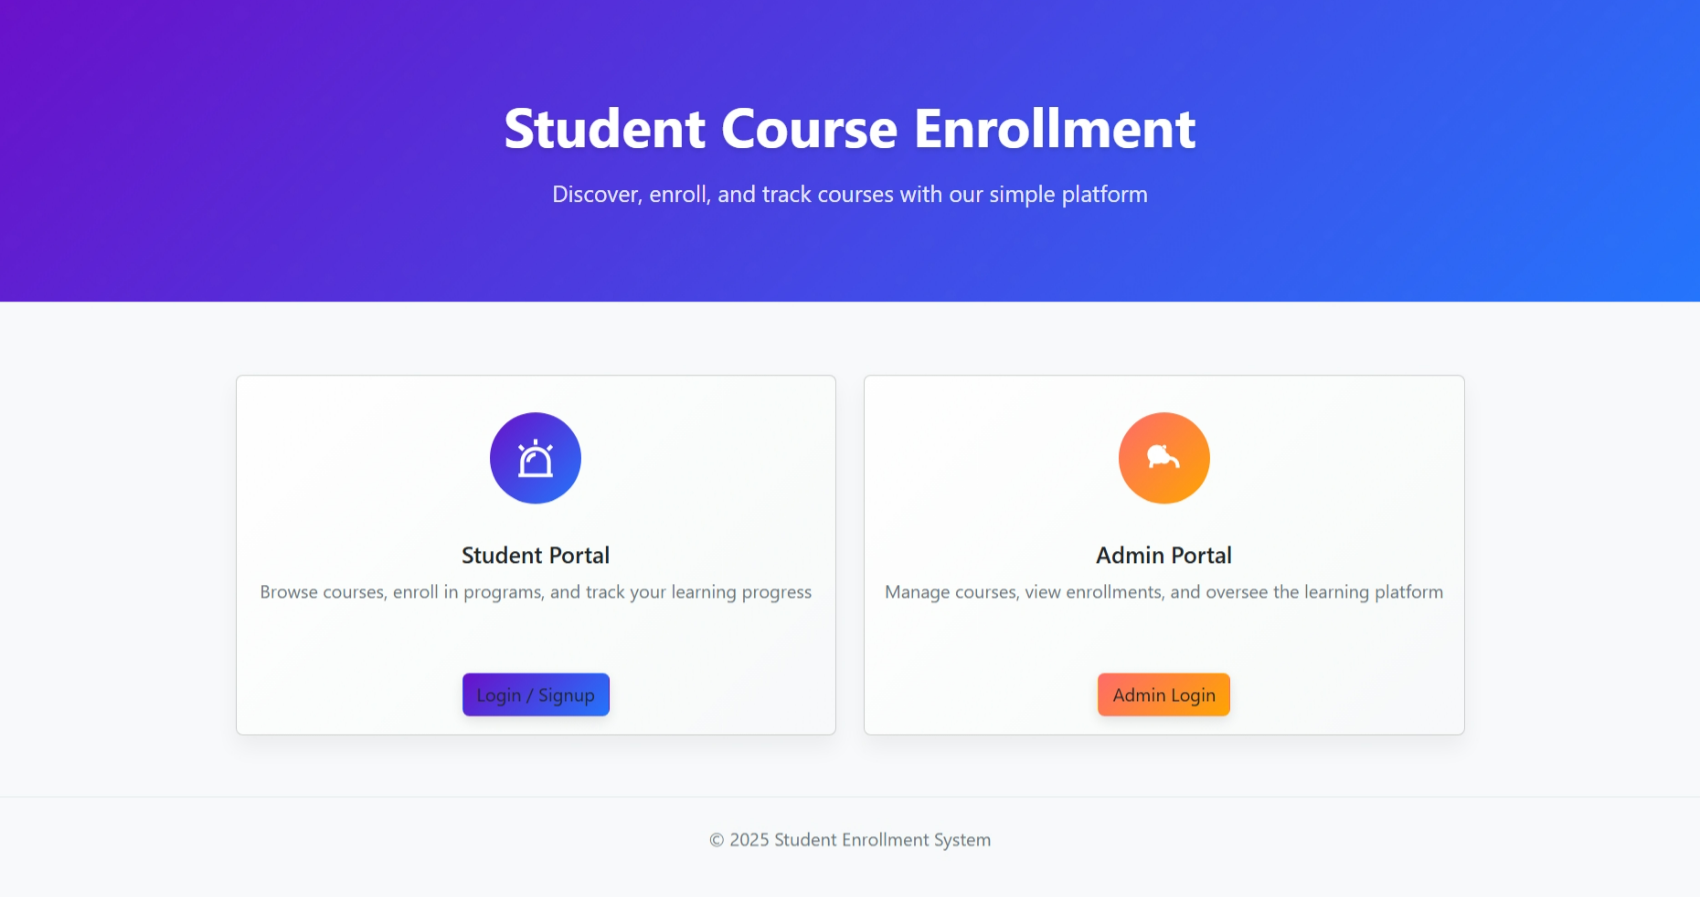 Student Course Enrollment
Discover, enroll, and track courses with our simple platform
Student Portal
Browse courses, enroll in programs, and track your learning progress
Login / Signup
Admin Portal
Manage courses, view enrollments, and oversee the learning platform
Admin Login
© 2025 Student Enrollment System